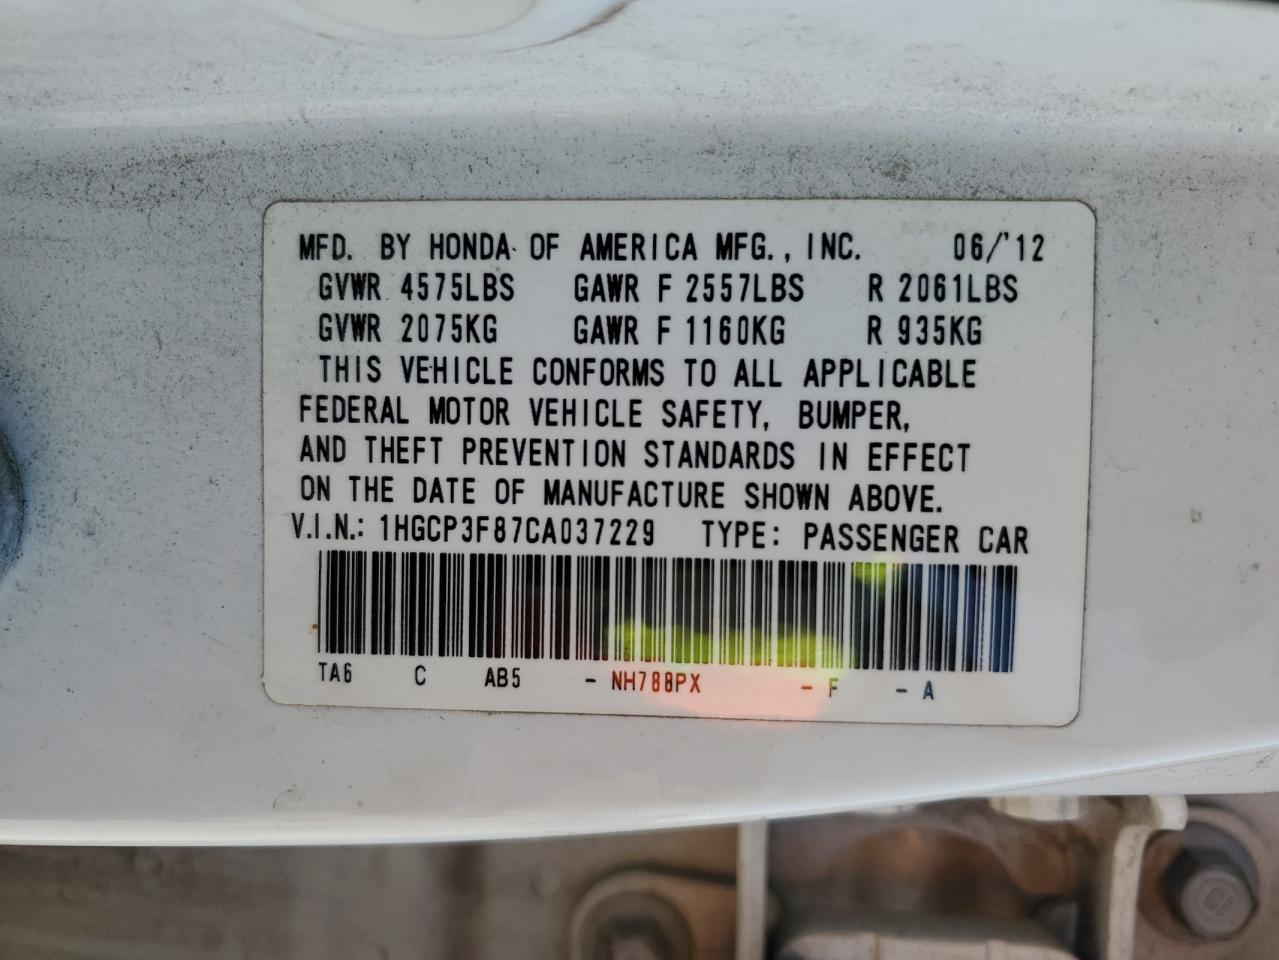 MFD. BY HONDA OF AMERICA MFG., INC. 06/'12
GVWR 4575LBS GAWR F 2557LBS R 2061LBS
GVWR 2075KG GAWR F 1160KG R 935KG
THIS VEHICLE CONFORMS TO ALL APPLICABLE
FEDERAL MOTOR VEHICLE SAFETY, BUMPER,
AND THEFT PREVENTION STANDARDS IN EFFECT
ON THE DATE OF MANUFACTURE SHOWN ABOVE.
V.I.N.: 1HGCP3F87CA037229 TYPE: PASSENGER CAR
TA6 C AB5 - NH788PX - F - A